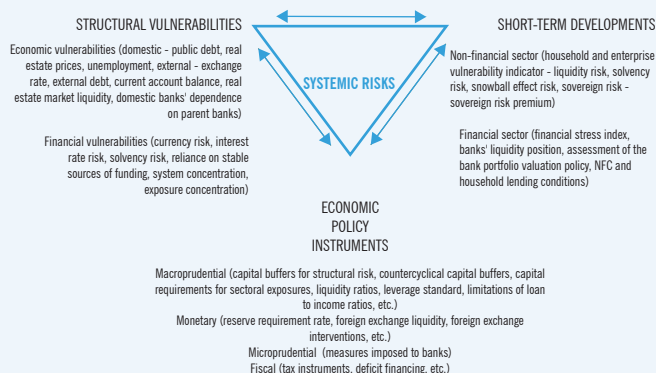 STRUCTURAL VULNERABILITIES
Economic vulnerabilities (domestic - public debt, real
estate prices, unemployment, external - exchange
rate, external debt, current account balance, real
estate market liquidity, domestic banks' dependence
on parent banks)
Financial vulnerabilities (currency risk, interest
rate risk, solvency risk, reliance on stable
sources of funding, system concentration,
exposure concentration)
SYSTEMIC RISKS
SHORT-TERM DEVELOPMENTS
Non-financial sector (household and enterprise
vulnerability indicator - liquidity risk, solvency
risk, snowball effect risk, sovereign risk -
sovereign risk premium)
Financial sector (financial stress index,
banks' liquidity position, assessment of the
bank portfolio valuation policy, NFC and
household lending conditions)
ECONOMIC
POLICY
INSTRUMENTS
Macroprudential (capital buffers for structural risk, countercyclical capital buffers, capital
requirements for sectoral exposures, liquidity ratios, leverage standard, limitations of loan
to income ratios, etc.)
Monetary (reserve requirement rate, foreign exchange liquidity, foreign exchange
interventions, etc.)
Microprudential (measures imposed to banks)
Fiscal (tax instruments, deficit financing, etc.)